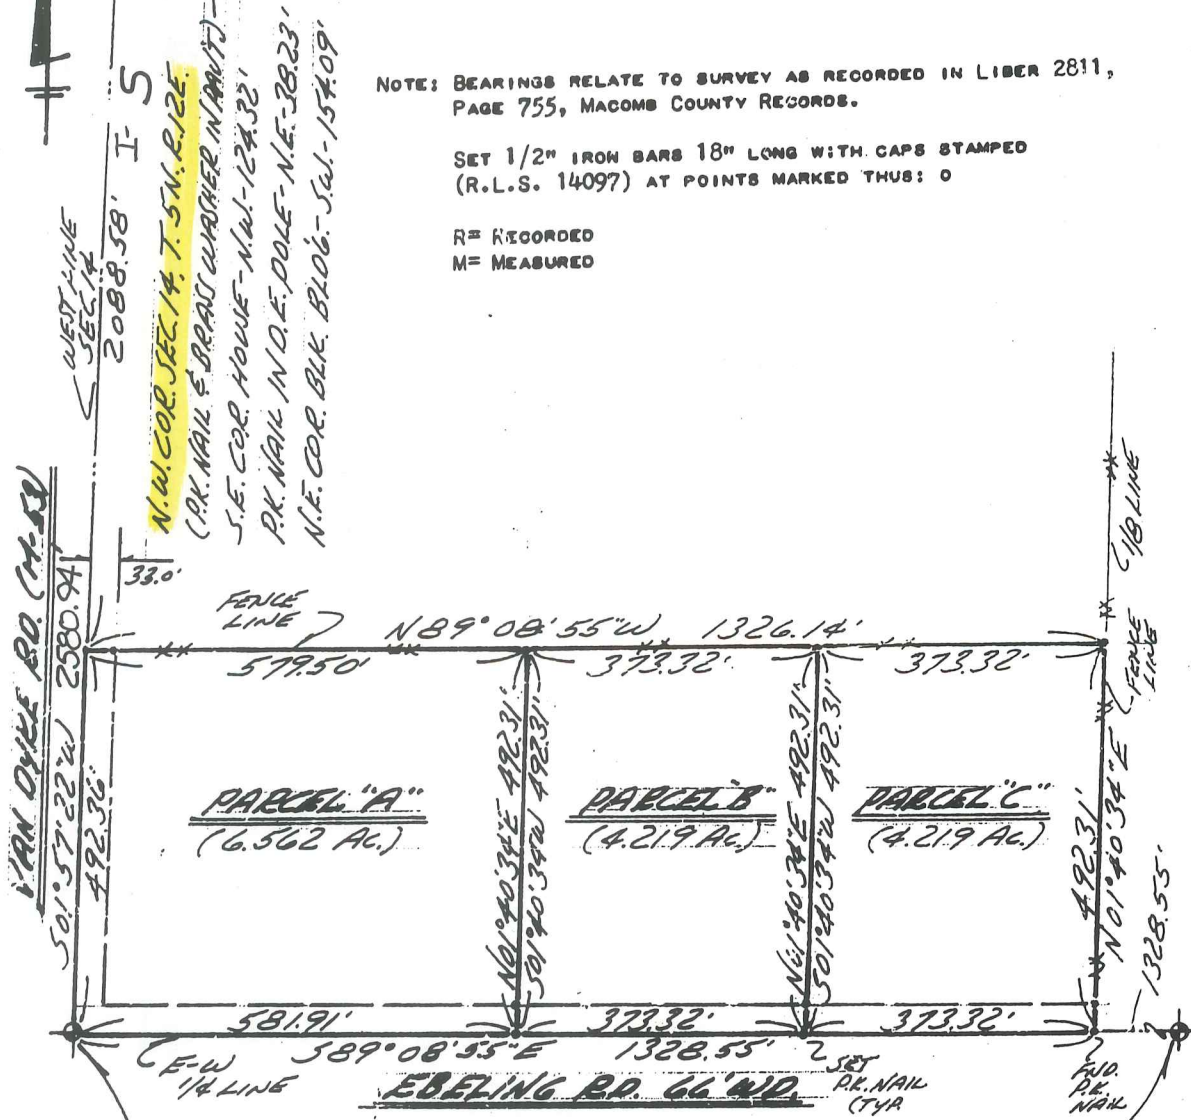 NOTE: BEARINGS RELATE TO SURVEY AS RECORDED IN LIBER 2811,
PAGE 755, MACOMB COUNTY RECORDS.
SET 1/2" IRON BARS 18" LONG WITH CAPS STAMPED
(R.L.S. 14097) AT POINTS MARKED THUS: O
R= RECORDED
M= MEASURED
I-S
WEST LINE
SEC. 14
2088.58'
N.W. COR. SEC. 14. T. 5 N. R. 12 E.
(P.K. NAIL & BRASS WASHER IN PAV'T)
S.E. COR. HOUSE - N.W. - 124.32'
P.K. NAIL IN D.E. POLE - N.E. - 38.23'
N.E. COR. BLK. BLDG. - S.W. - 154.09'
VAN DYKE RD. (M-53)
S01°57'22"W 2580.94'
492.36'
33.0'
FENCE
LINE
N89°08'55"W 1326.14'
579.50'
373.32'
373.32'
1/8 LINE
FENCE
LINE
PARCEL "A"
(6.562 AC.)
N01°40'34"E 492.31'
S01°40'34"W 492.31'
PARCEL "B"
(4.219 AC.)
N01°40'34"E 492.31'
S01°40'34"W 492.31'
PARCEL "C"
(4.219 AC.)
492.31'
N01°40'34"E
1328.55'
581.91'
373.32'
373.32'
E-W
1/4 LINE
S89°08'55"E 1328.55'
EBELING RD. 66' WD.
SET
P.K. NAIL
(TYP.
FND.
P.K.
NAIL